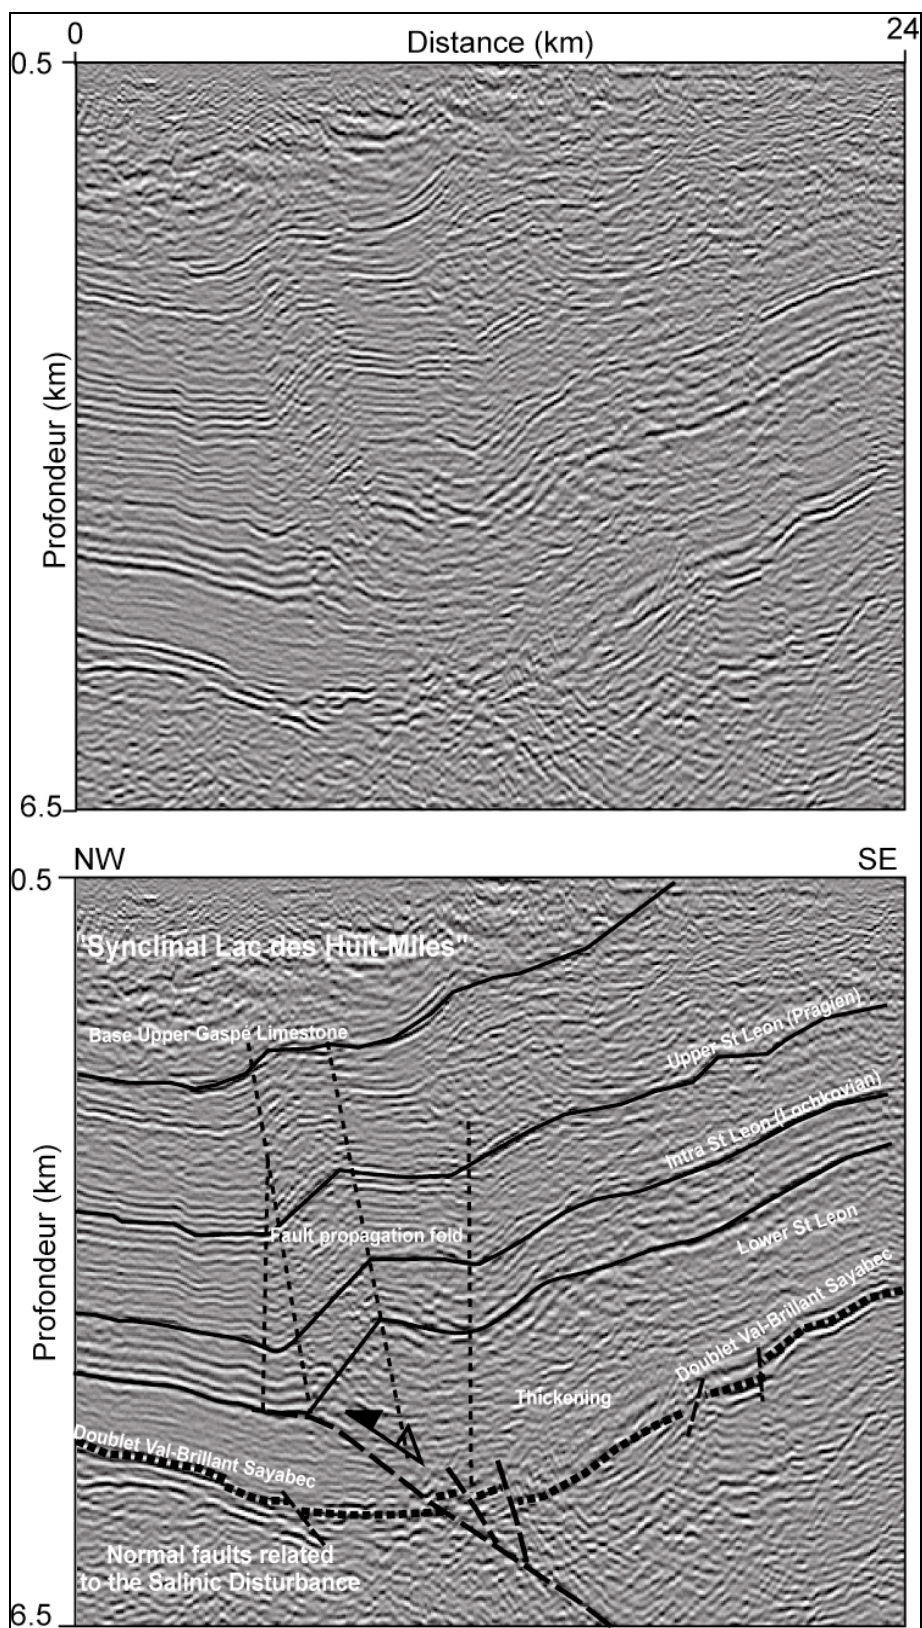 0
Distance (km)
24
0.5
Profondeur (km)
6.5
NW
SE
0.5
"Synclinal Lac des Huit-Miles"
Base Upper Gaspé Limestone
Upper St Leon (Pragien)
Intra St Leon (Lochkovian)
Fault propagation fold
Lower St Leon
Doublet Val-Brillant Sayabec
Thickening
Doublet Val-Brillant Sayabec
Normal faults related
to the Salinic Disturbance
Profondeur (km)
6.5